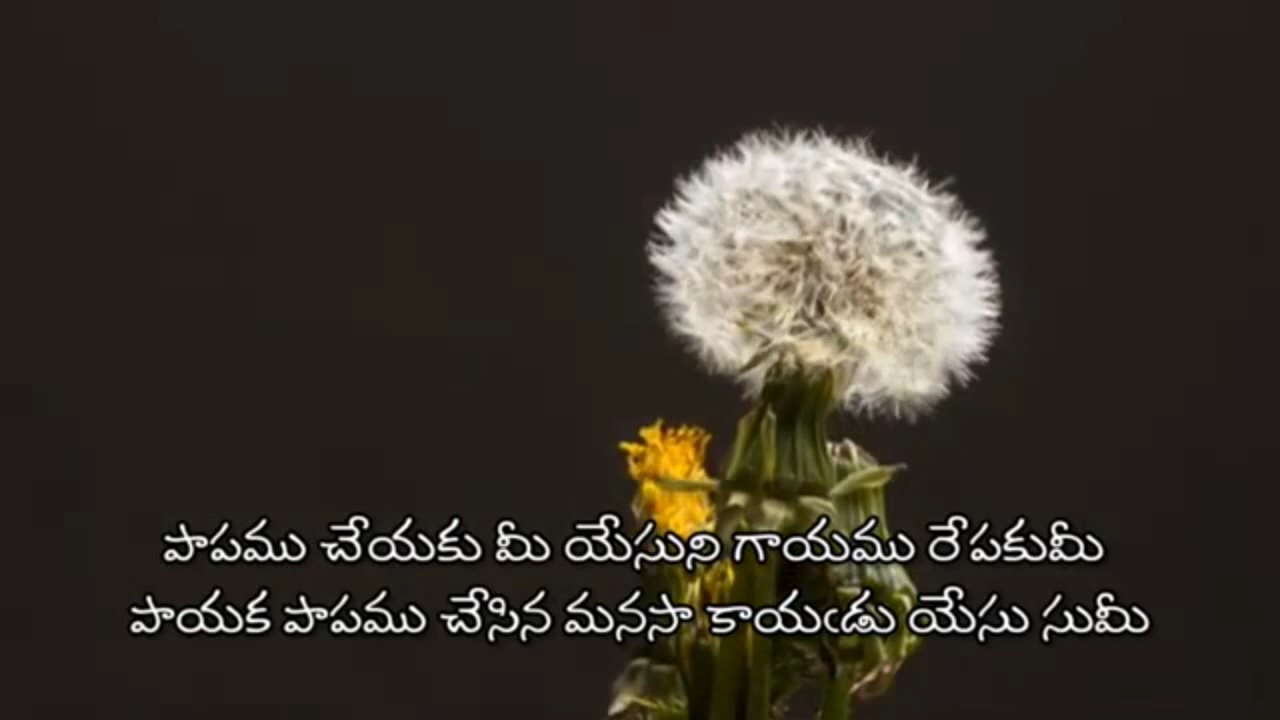 పాపము చేయకు మీ యేసుని గాయము రేపకుమీ
పాయక పాపము చేసిన మనసా కాయఁడు యేసు సుమీ